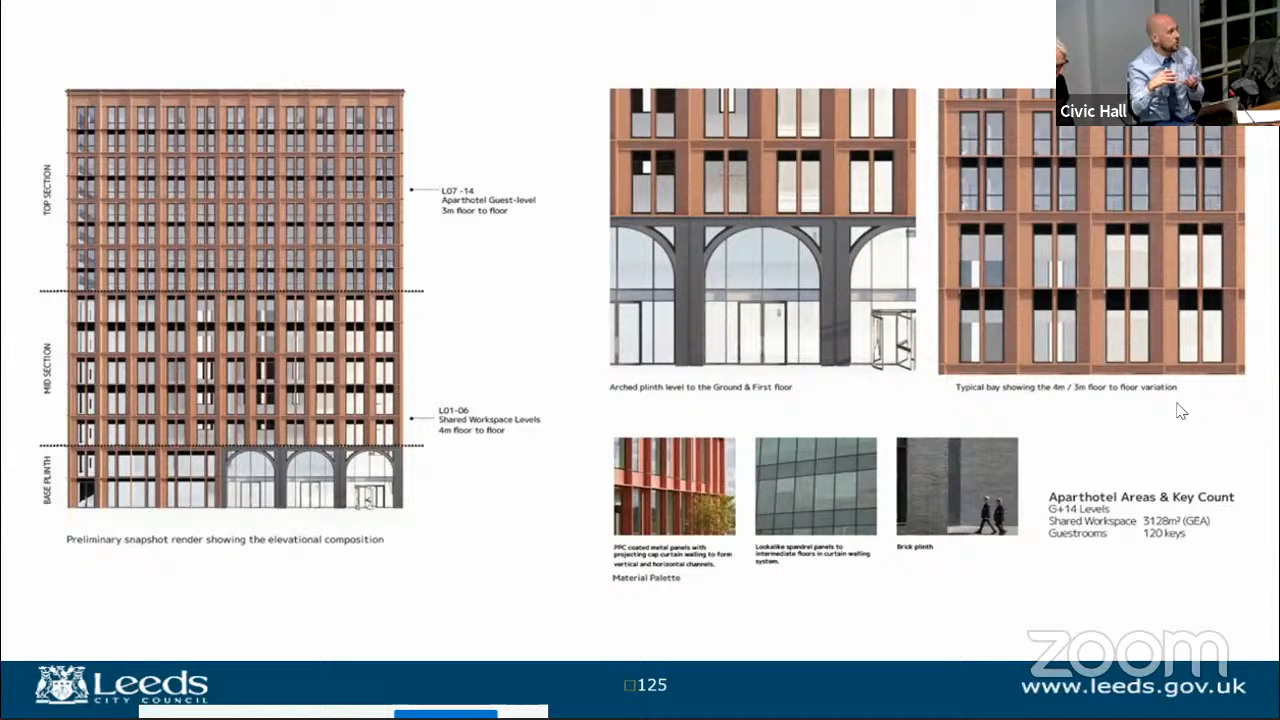 Civic Hall
TOP SECTION
MID SECTION
BASE PLINTH
L07 -14
Aparthotel Guest-level
3m floor to floor
L01-06
Shared Workspace Levels
4m floor to floor
Preliminary snapshot render showing the elevational composition
Arched plinth level to the Ground & First floor
Typical bay showing the 4m / 3m floor to floor variation
PPC coated metal panels with
projecting cap curtain walling to form
vertical and horizontal channels.
Lookalike spandrel panels to
intermediate floors in curtain walling
system.
Brick plinth
Material Palette
Aparthotel Areas & Key Count
G+14 Levels
Shared Workspace 3128m² (GEA)
Guestrooms 120 keys
zoom
Leeds
CITY COUNCIL
125
www.leeds.gov.uk